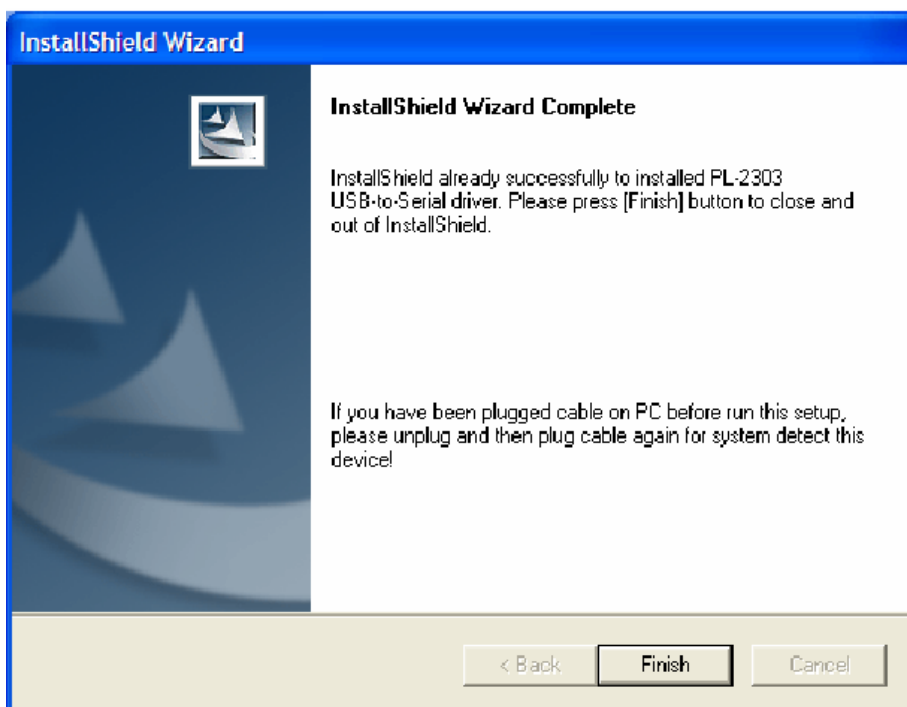 InstallShield Wizard
InstallShield Wizard Complete
InstallShield already successfully to installed PL-2303
USB-to-Serial driver. Please press [Finish] button to close and
out of InstallShield.
If you have been plugged cable on PC before run this setup,
please unplug and then plug cable again for system detect this
device!
< Back
Finish
Cancel